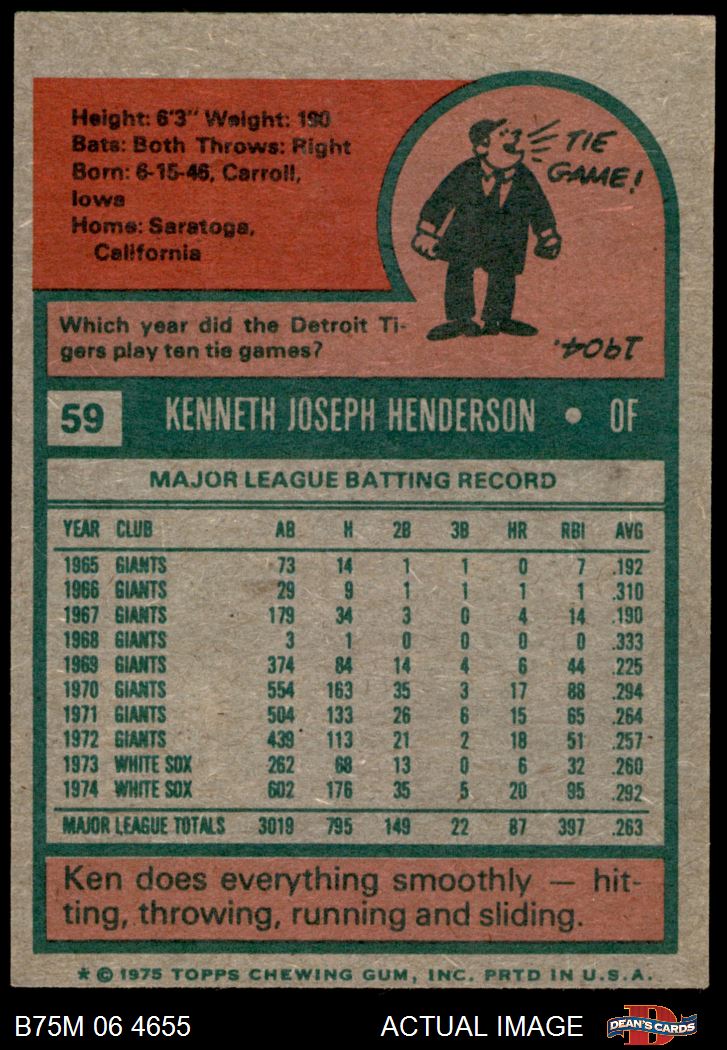 Height: 6'3" Weight: 190
Bats: Both Throws: Right
Born: 6-15-46, Carroll,
Iowa
Home: Saratoga,
California
TIE
GAME!
Which year did the Detroit Ti-
gers play ten tie games?
1904.
59 KENNETH JOSEPH HENDERSON • OF
MAJOR LEAGUE BATTING RECORD
YEAR CLUB AB H 2B 3B HR RBI AVG
1965 GIANTS 73 14 1 1 0 7 .192
1966 GIANTS 29 9 1 1 1 1 .310
1967 GIANTS 179 34 3 0 4 14 .190
1968 GIANTS 3 1 0 0 0 0 .333
1969 GIANTS 374 84 14 4 6 44 .225
1970 GIANTS 554 163 35 3 17 88 .294
1971 GIANTS 504 133 26 6 15 65 .264
1972 GIANTS 439 113 21 2 18 51 .257
1973 WHITE SOX 262 68 13 0 6 32 .260
1974 WHITE SOX 602 176 35 5 20 95 .292
MAJOR LEAGUE TOTALS 3019 795 149 22 87 397 .263
Ken does everything smoothly — hit-
ting, throwing, running and sliding.
* © 1975 TOPPS CHEWING GUM, INC. PRTD IN U.S.A.
B75M 06 4655 ACTUAL IMAGE D DEAN'S CARDS